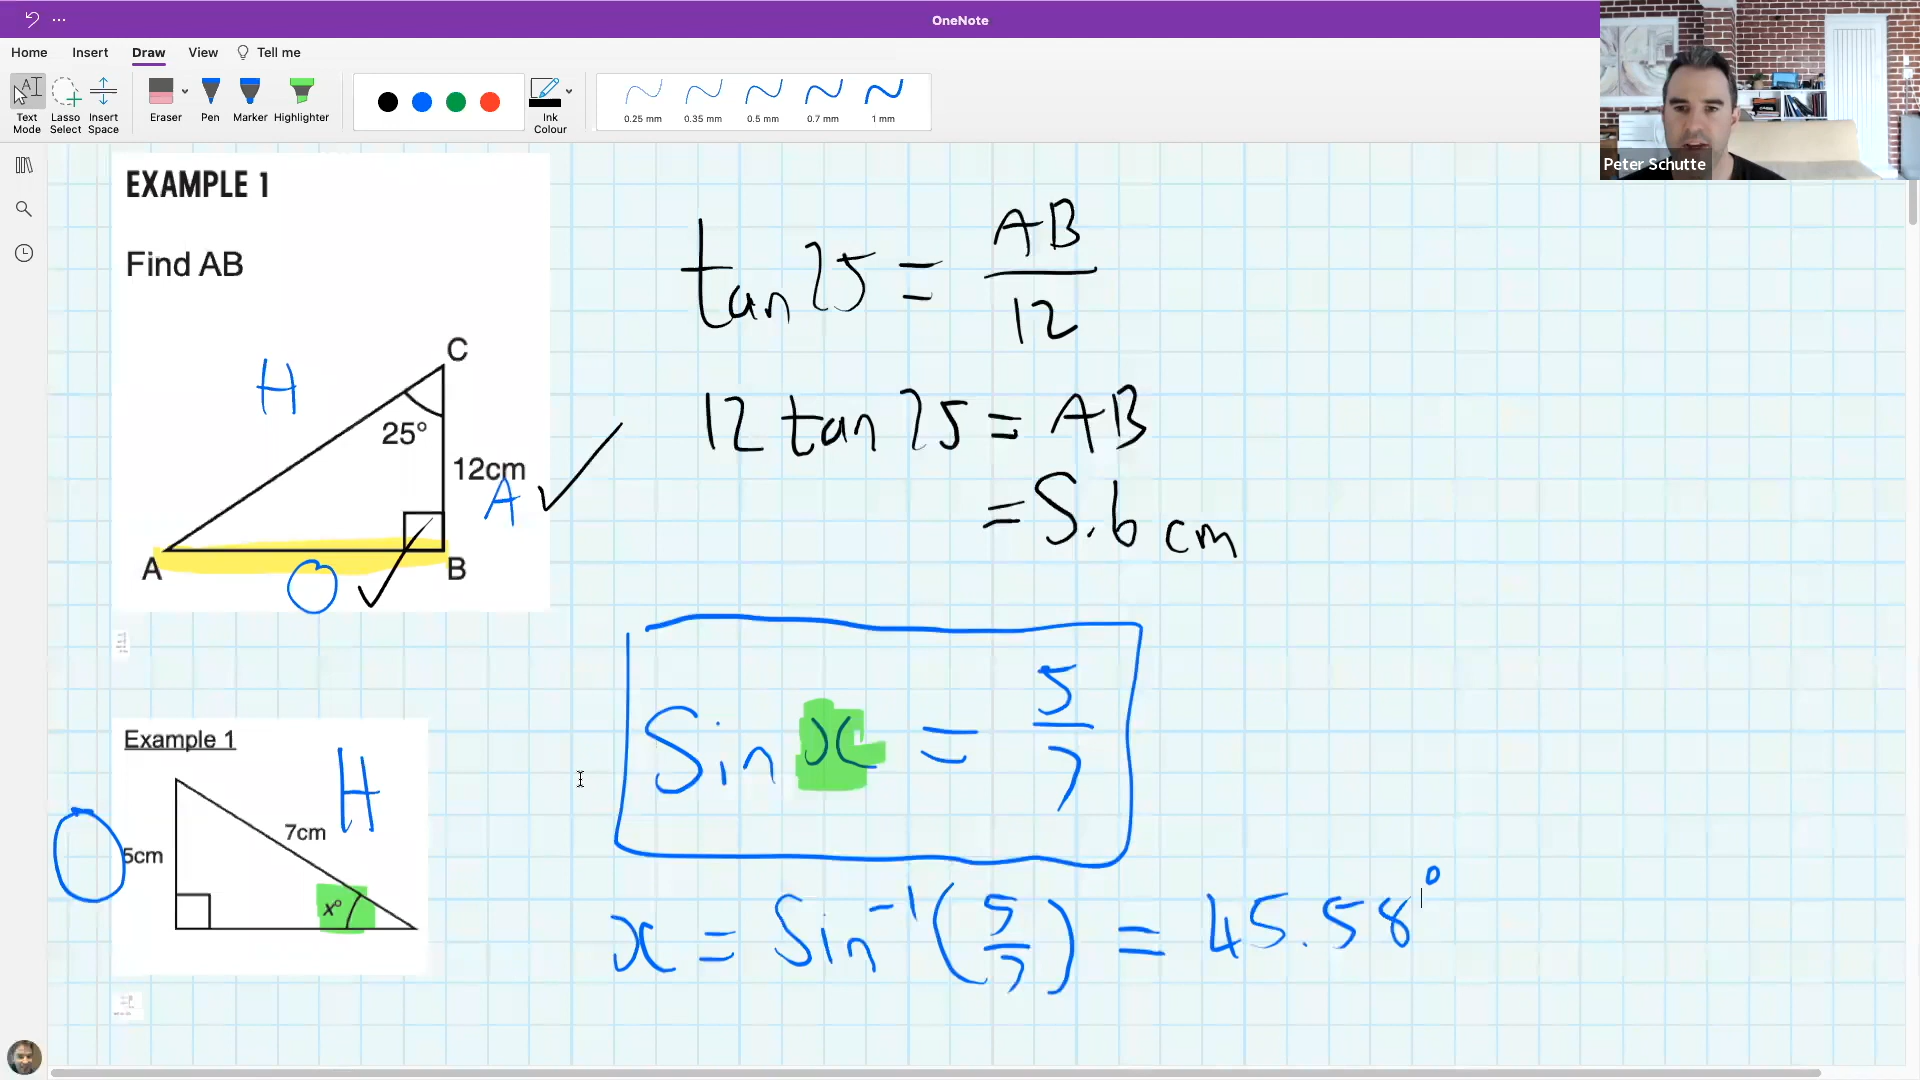 OneNote
Home Insert Draw View Tell me
Text Mode
Lasso Select
Insert Space
Eraser
Pen
Marker
Highlighter
Ink Colour
0.25 mm
0.35 mm
0.5 mm
0.7 mm
1 mm
Peter Schutte
EXAMPLE 1
Find AB
C
H
25°
12cm
A
A
B
O
tan 25 = AB/12
12 tan 25 = AB
= 5.6 cm
Example 1
H
7cm
O
5cm
x°
Sin x = 5/7
x = Sin⁻¹(5/7) = 45.58°